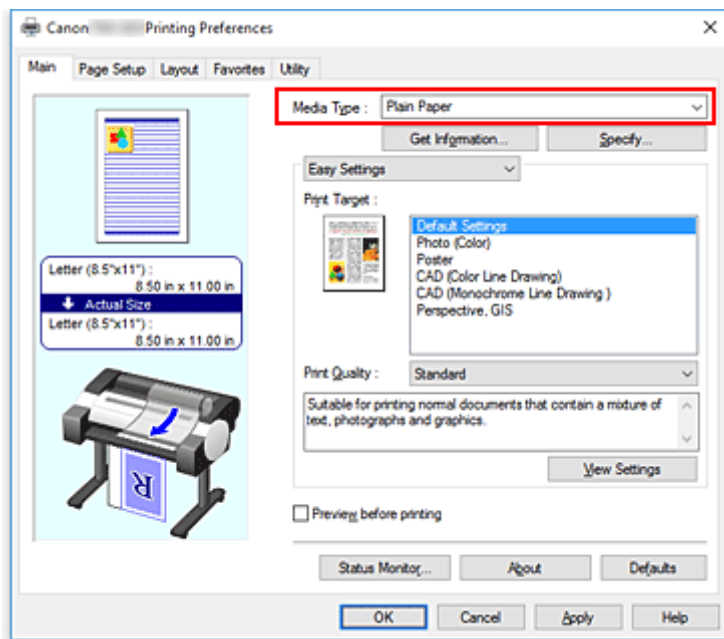 Canon Printing Preferences
Main Page Setup Layout Favorites Utility
Media Type : Plain Paper
Get Information... Specify...
Easy Settings
Print Target :
Default Settings
Photo (Color)
Poster
CAD (Color Line Drawing)
CAD (Monochrome Line Drawing )
Perspective, GIS
Letter (8.5"x11") :
8.50 in x 11.00 in
Actual Size
Letter (8.5"x11") :
8.50 in x 11.00 in
Print Quality : Standard
Suitable for printing normal documents that contain a mixture of
text, photographs and graphics.
R
View Settings
Preview before printing
Status Monitor... About Defaults
OK Cancel Apply Help